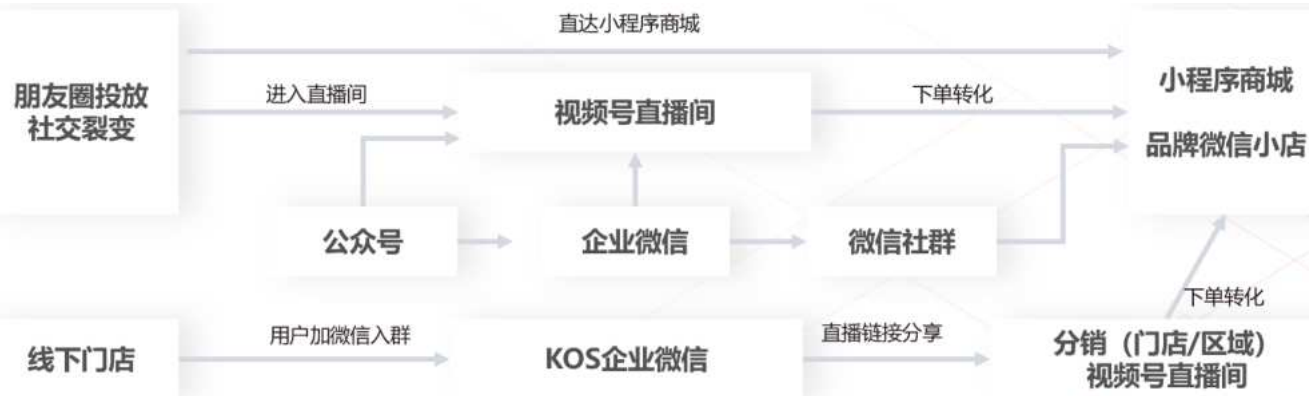 直达小程序商城
朋友圈投放
社交裂变
进入直播间
视频号直播间
下单转化
小程序商城
品牌微信小店
公众号
企业微信
微信社群
线下门店
用户加微信入群
KOS企业微信
直播链接分享
下单转化
分销（门店/区域）
视频号直播间